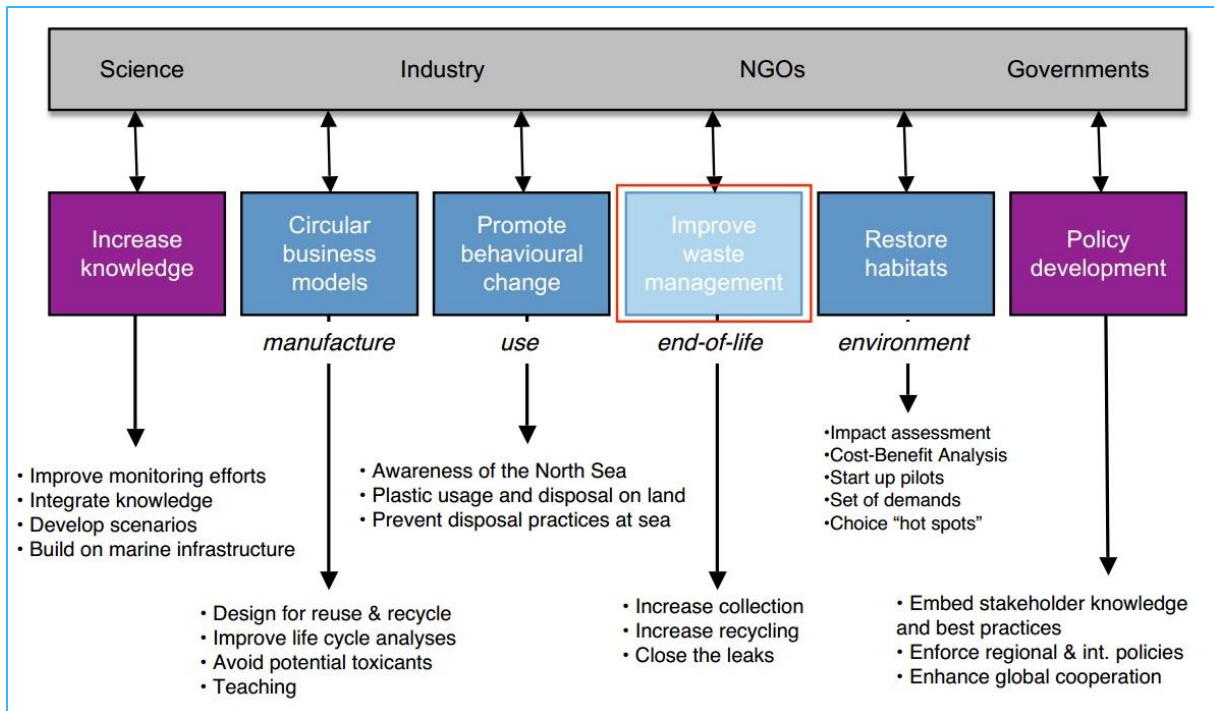 Science Industry NGOs Governments
Increase
knowledge
Circular
business
models
Promote
behavioural
change
Improve
waste
management
Restore
habitats
Policy
development
manufacture
use
end-of-life
environment
• Improve monitoring efforts
• Integrate knowledge
• Develop scenarios
• Build on marine infrastructure
• Design for reuse & recycle
• Improve life cycle analyses
• Avoid potential toxicants
• Teaching
• Awareness of the North Sea
• Plastic usage and disposal on land
• Prevent disposal practices at sea
• Increase collection
• Increase recycling
• Close the leaks
•Impact assessment
•Cost-Benefit Analysis
•Start up pilots
•Set of demands
•Choice “hot spots”
• Embed stakeholder knowledge
and best practices
• Enforce regional & int. policies
• Enhance global cooperation